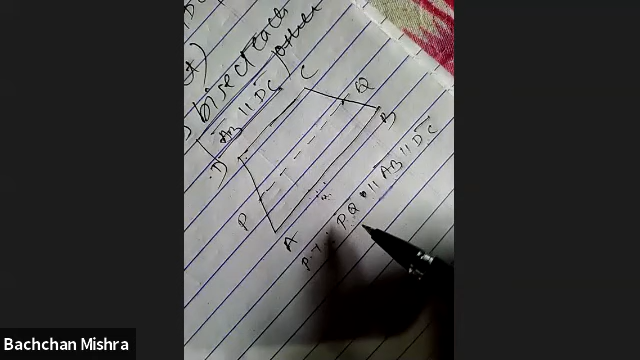 bisect each
other
AB || DC
C
Q
D
B
P
A
P.T : PQ || AB || DC
Bachchan Mishra